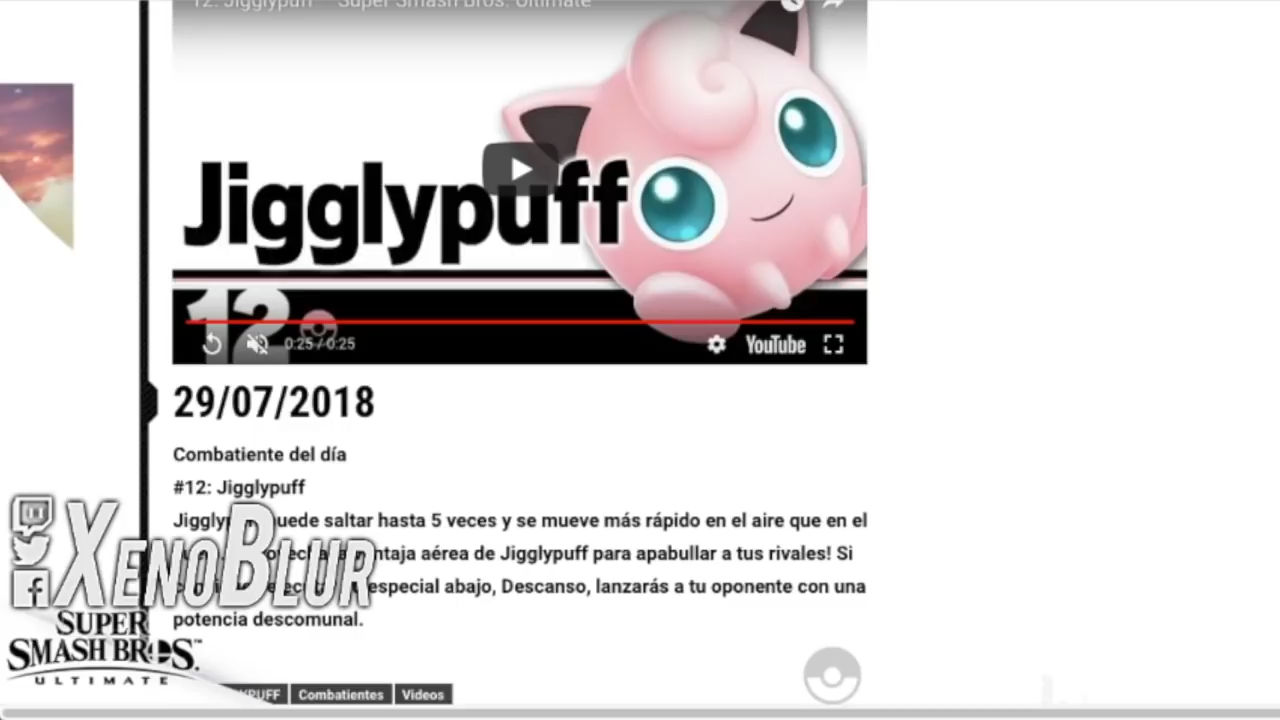 12: Jigglypuff – Super Smash Bros. Ultimate
Jigglypuff
12
0:25 / 0:25
YouTube
29/07/2018
Combatiente del día
#12: Jigglypuff
puede saltar hasta 5 veces y se mueve más rápido en el aire que en el
aérea de Jigglypuff para apabullar a tus rivales! Si
especial abajo, Descanso, lanzarás a tu oponente con una
potencia descomunal.
XENOBLUR
SUPER
SMASH BROS.™
ULTIMATE
Combatientes
Videos